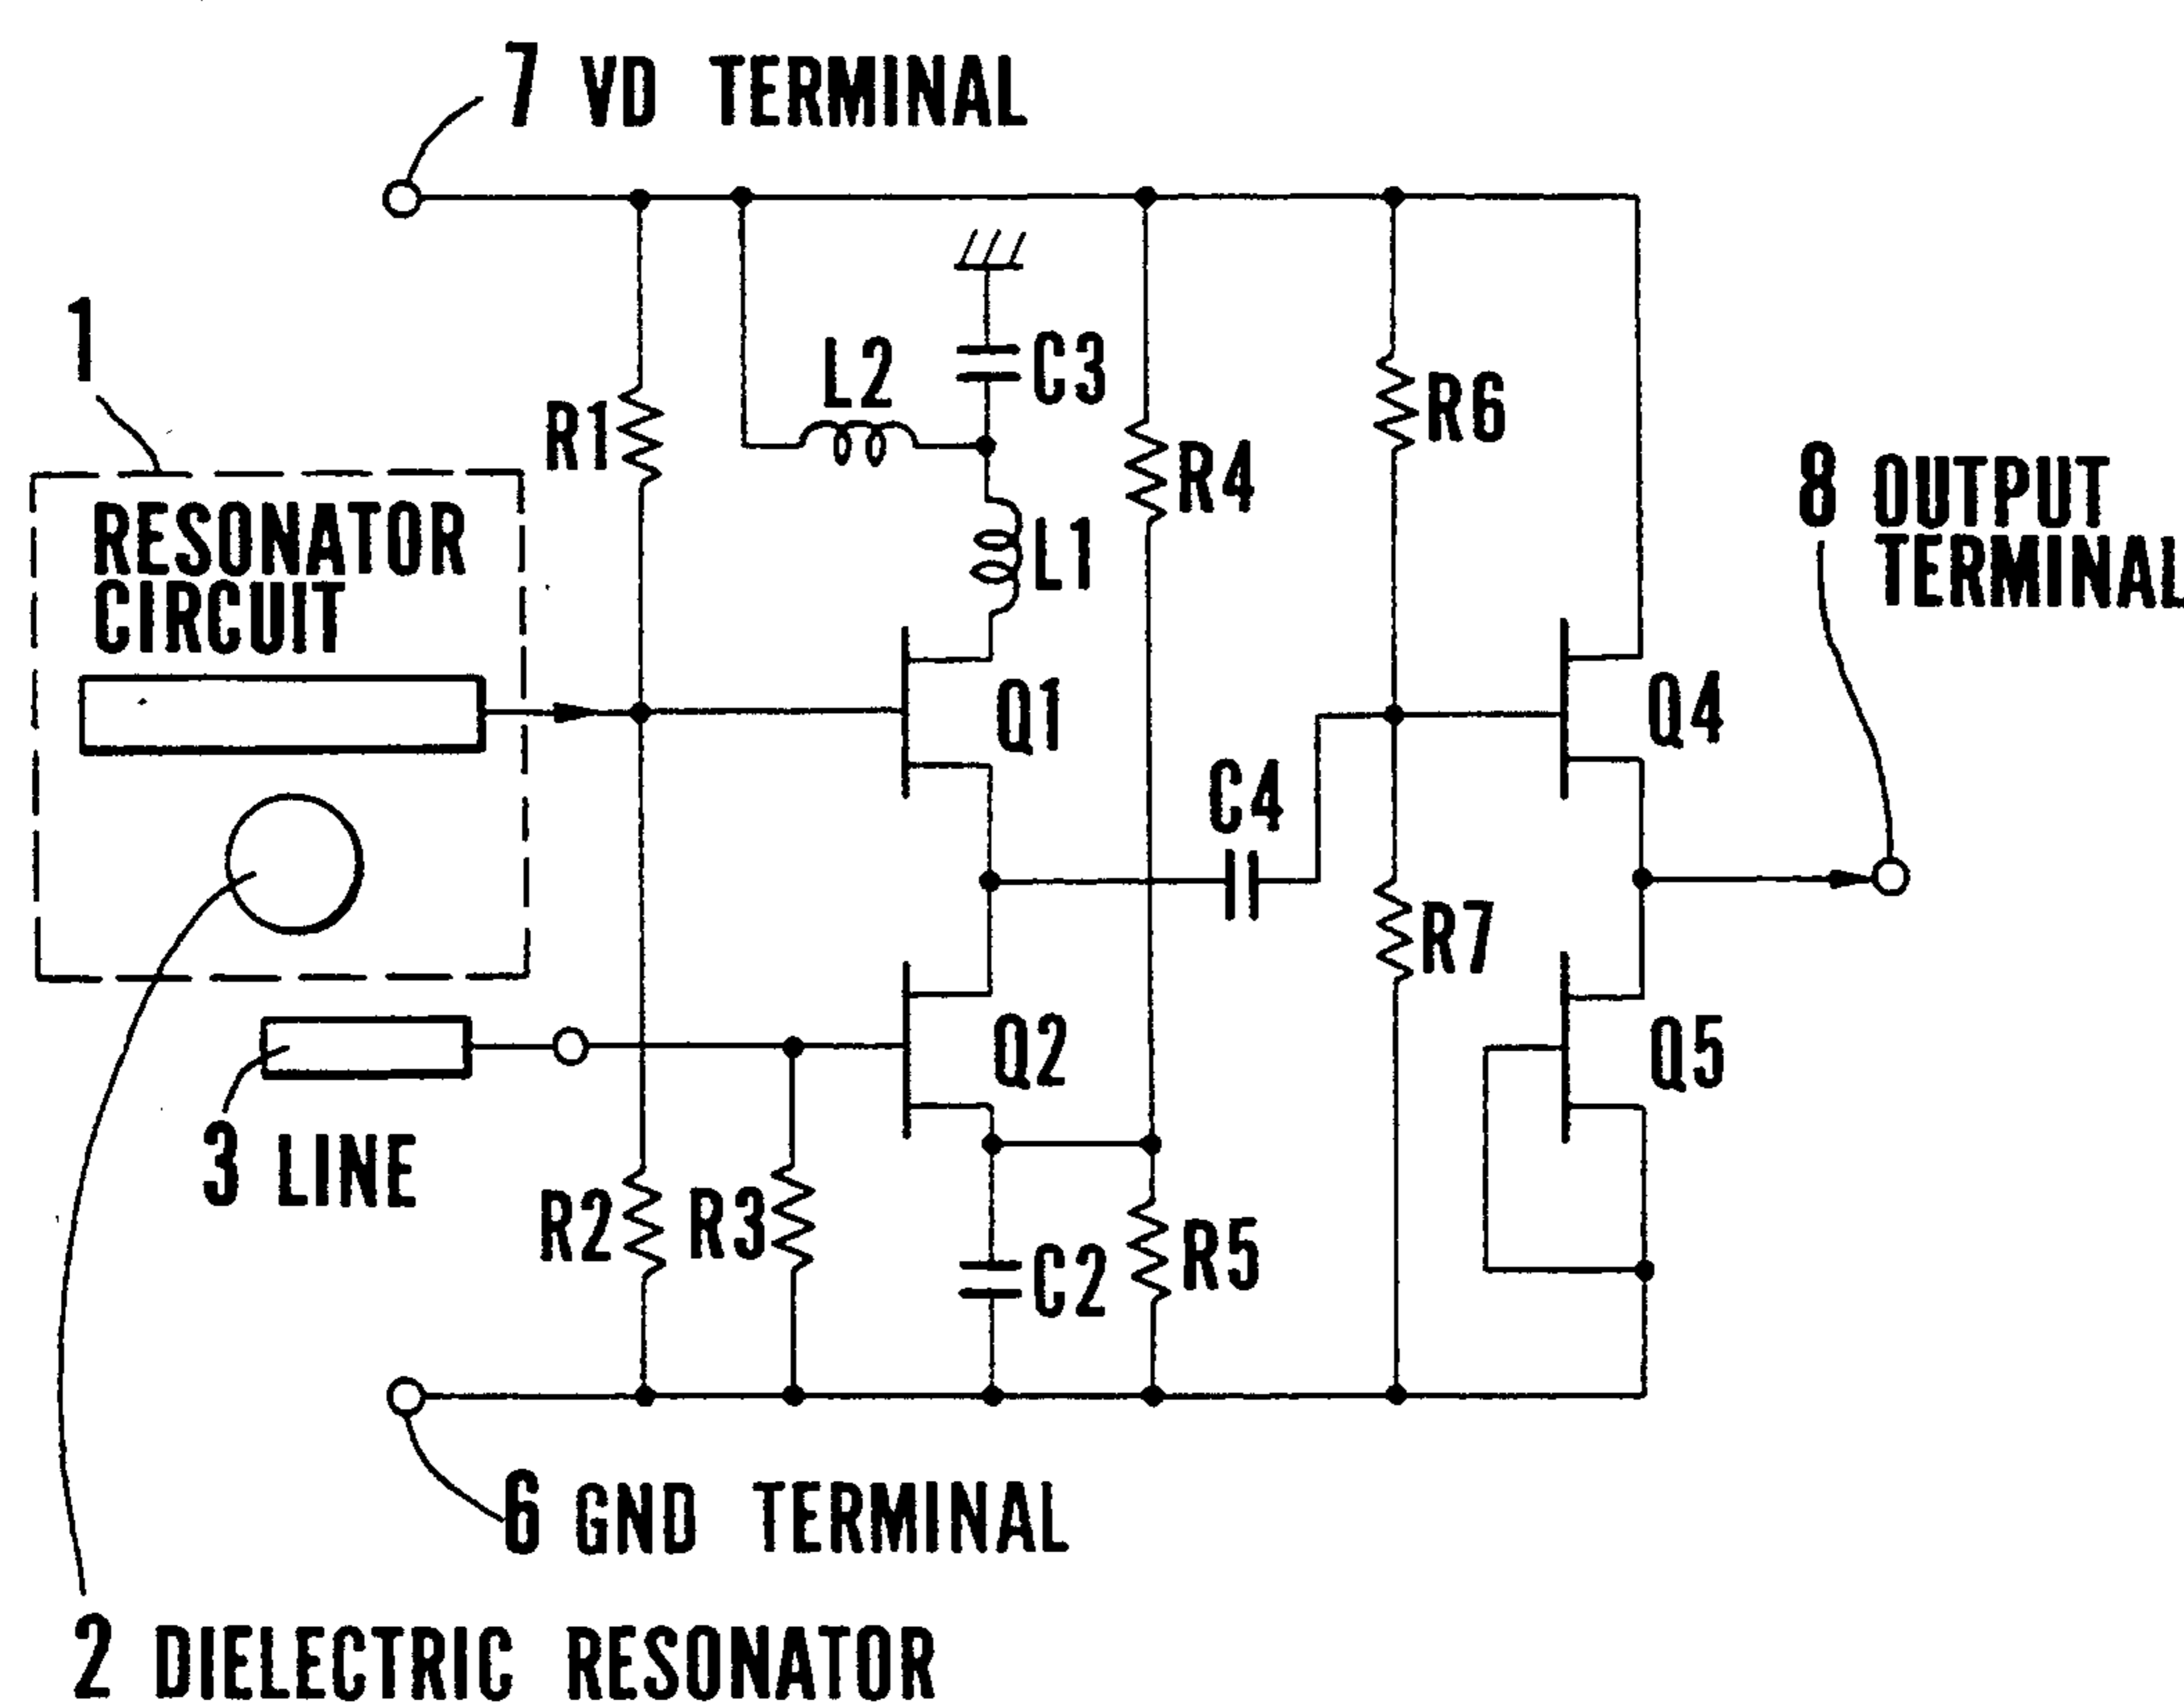 7 VD TERMINAL
1
RESONATOR
CIRCUIT
R1
L2
C3
R4
R6
L1
8 OUTPUT
TERMINAL
Q1
Q4
C4
R7
Q2
Q5
3 LINE
R2
R3
C2
R5
6 GND TERMINAL
2 DIELECTRIC RESONATOR